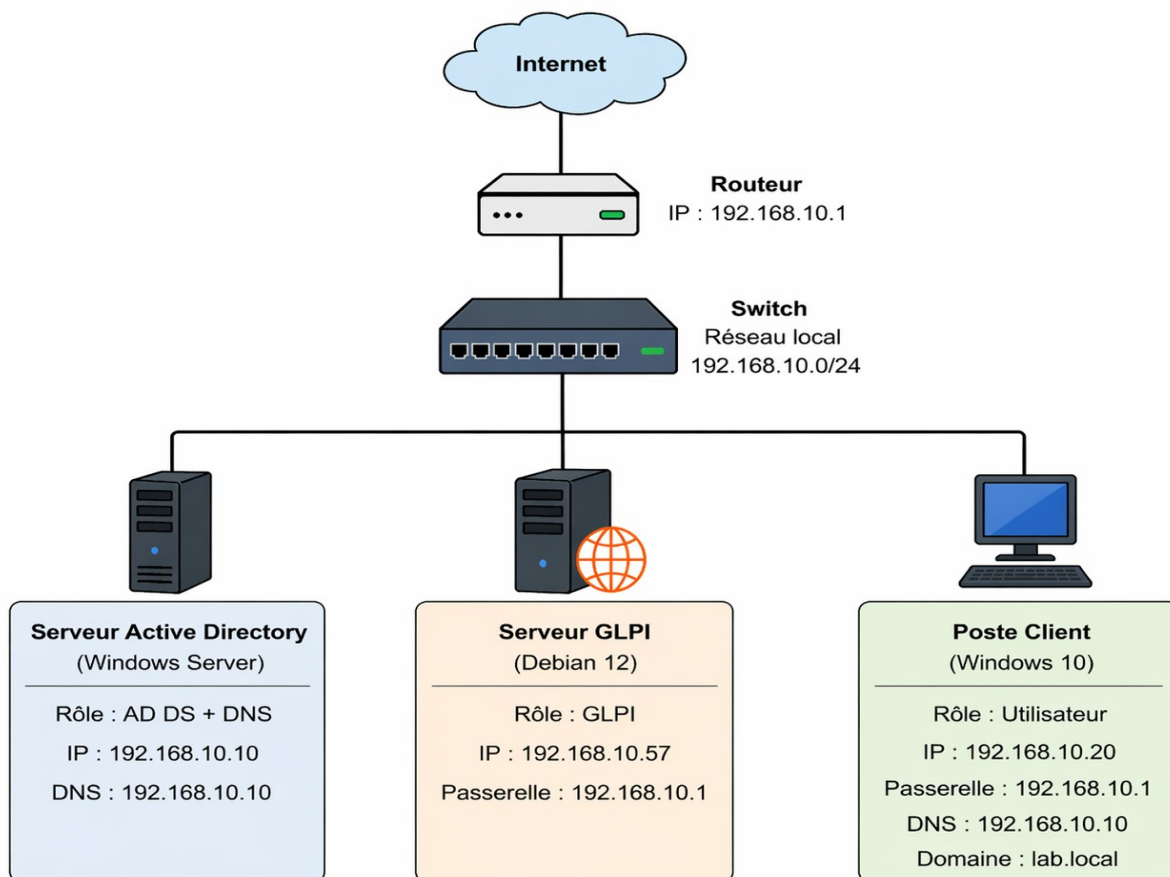 Internet
Routeur
IP : 192.168.10.1
Switch
Réseau local
192.168.10.0/24
Serveur Active Directory
(Windows Server)
Rôle : AD DS + DNS
IP : 192.168.10.10
DNS : 192.168.10.10
Serveur GLPI
(Debian 12)
Rôle : GLPI
IP : 192.168.10.57
Passerelle : 192.168.10.1
Poste Client
(Windows 10)
Rôle : Utilisateur
IP : 192.168.10.20
Passerelle : 192.168.10.1
DNS : 192.168.10.10
Domaine : lab.local